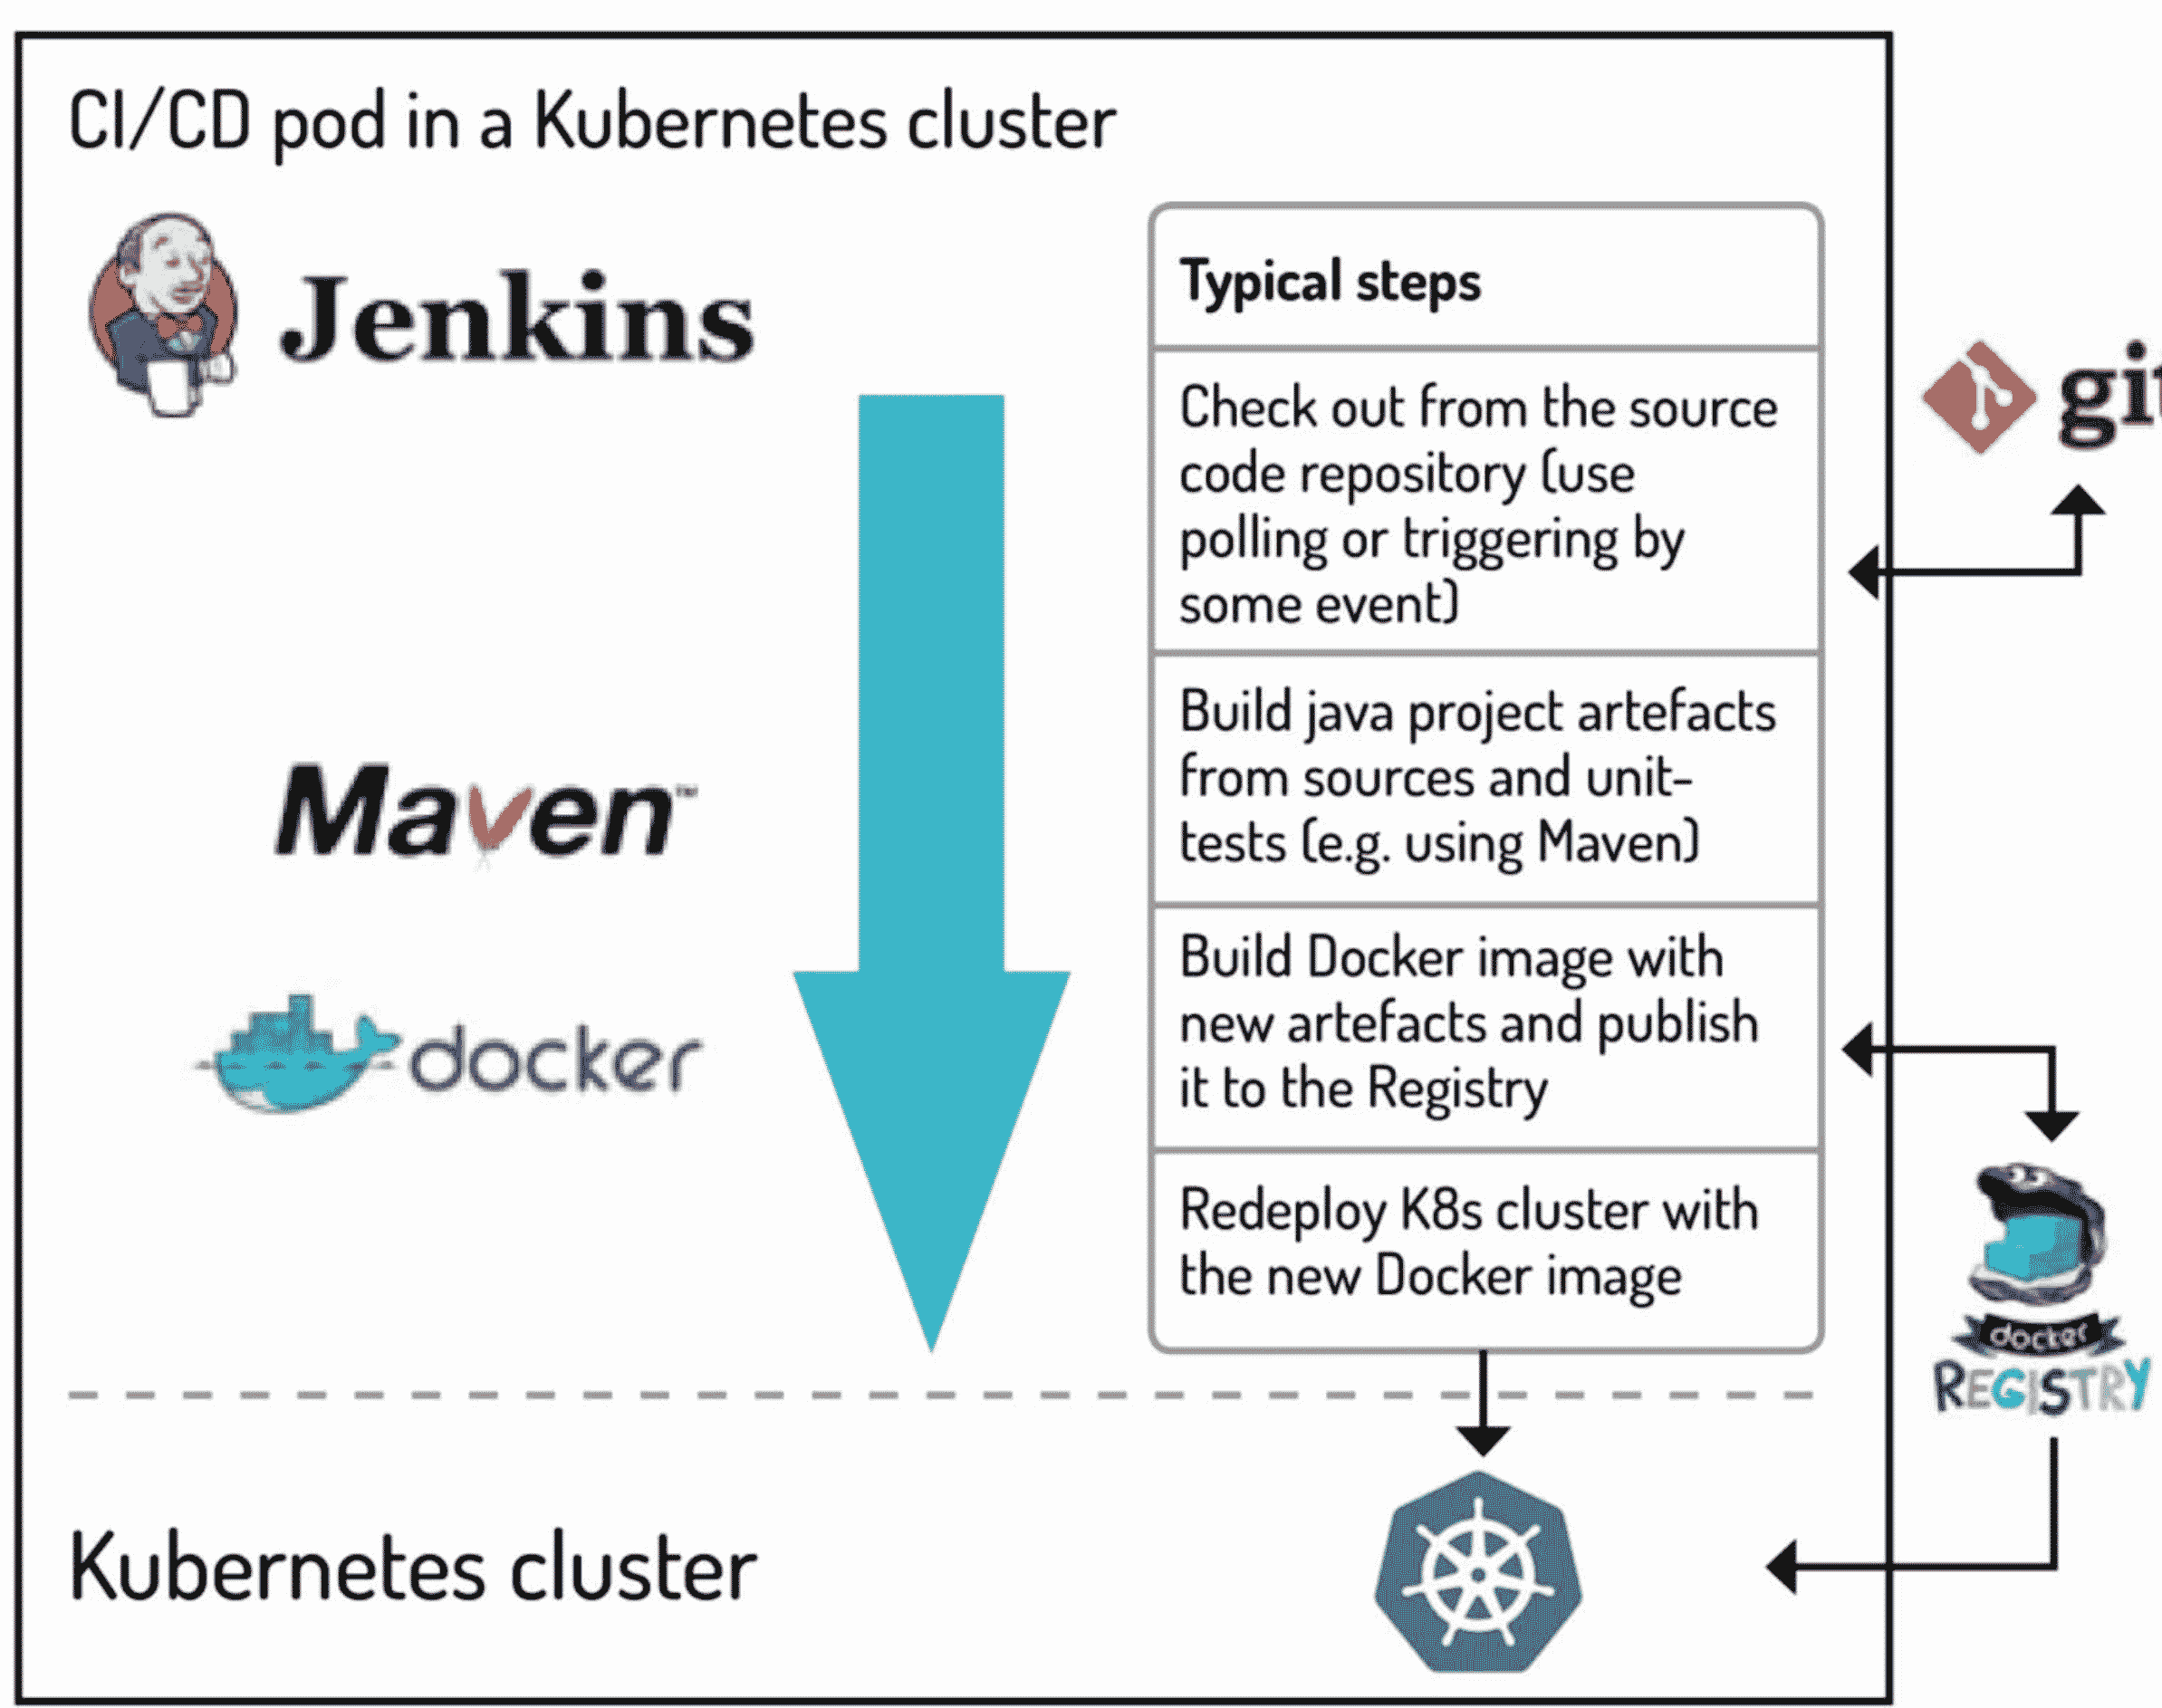 CI/CD pod in a Kubernetes cluster
Jenkins
Typical steps
Check out from the source
code repository (use
polling or triggering by
some event)
git
Build java project artefacts
from sources and unit-
tests (e.g. using Maven)
Maven™
Build Docker image with
new artefacts and publish
it to the Registry
docker
Redeploy K8s cluster with
the new Docker image
docker
REGISTRY
Kubernetes cluster